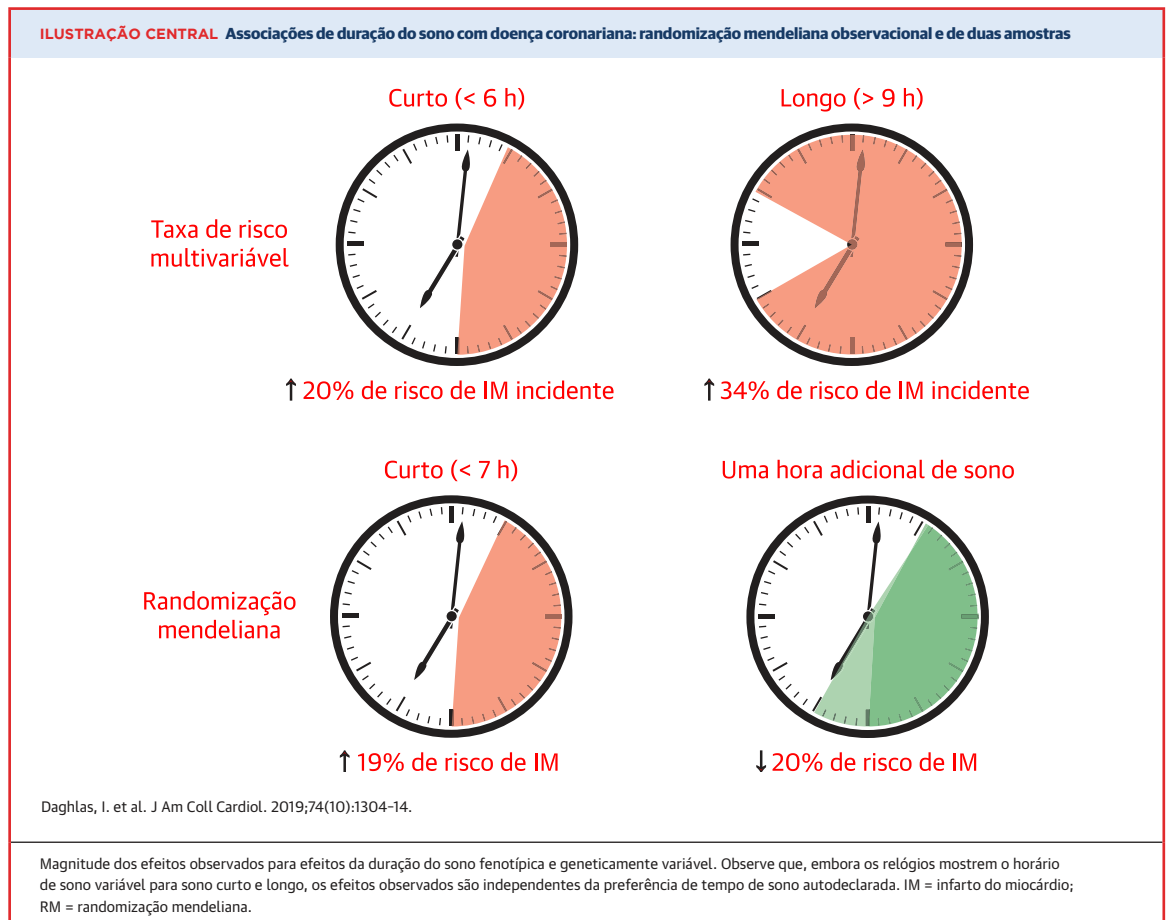 ILUSTRAÇÃO CENTRAL Associações de duração do sono com doença coronariana: randomização mendeliana observacional e de duas amostras
Curto (< 6 h)
Longo (> 9 h)
Taxa de risco
multivariável
↑ 20% de risco de IM incidente
↑ 34% de risco de IM incidente
Curto (< 7 h)
Uma hora adicional de sono
Randomização
mendeliana
↑ 19% de risco de IM
↓ 20% de risco de IM
Daghlas, I. et al. J Am Coll Cardiol. 2019;74(10):1304-14.
Magnitude dos efeitos observados para efeitos da duração do sono fenotípica e geneticamente variável. Observe que, embora os relógios mostrem o horário
de sono variável para sono curto e longo, os efeitos observados são independentes da preferência de tempo de sono autodeclarada. IM = infarto do miocárdio;
RM = randomização mendeliana.